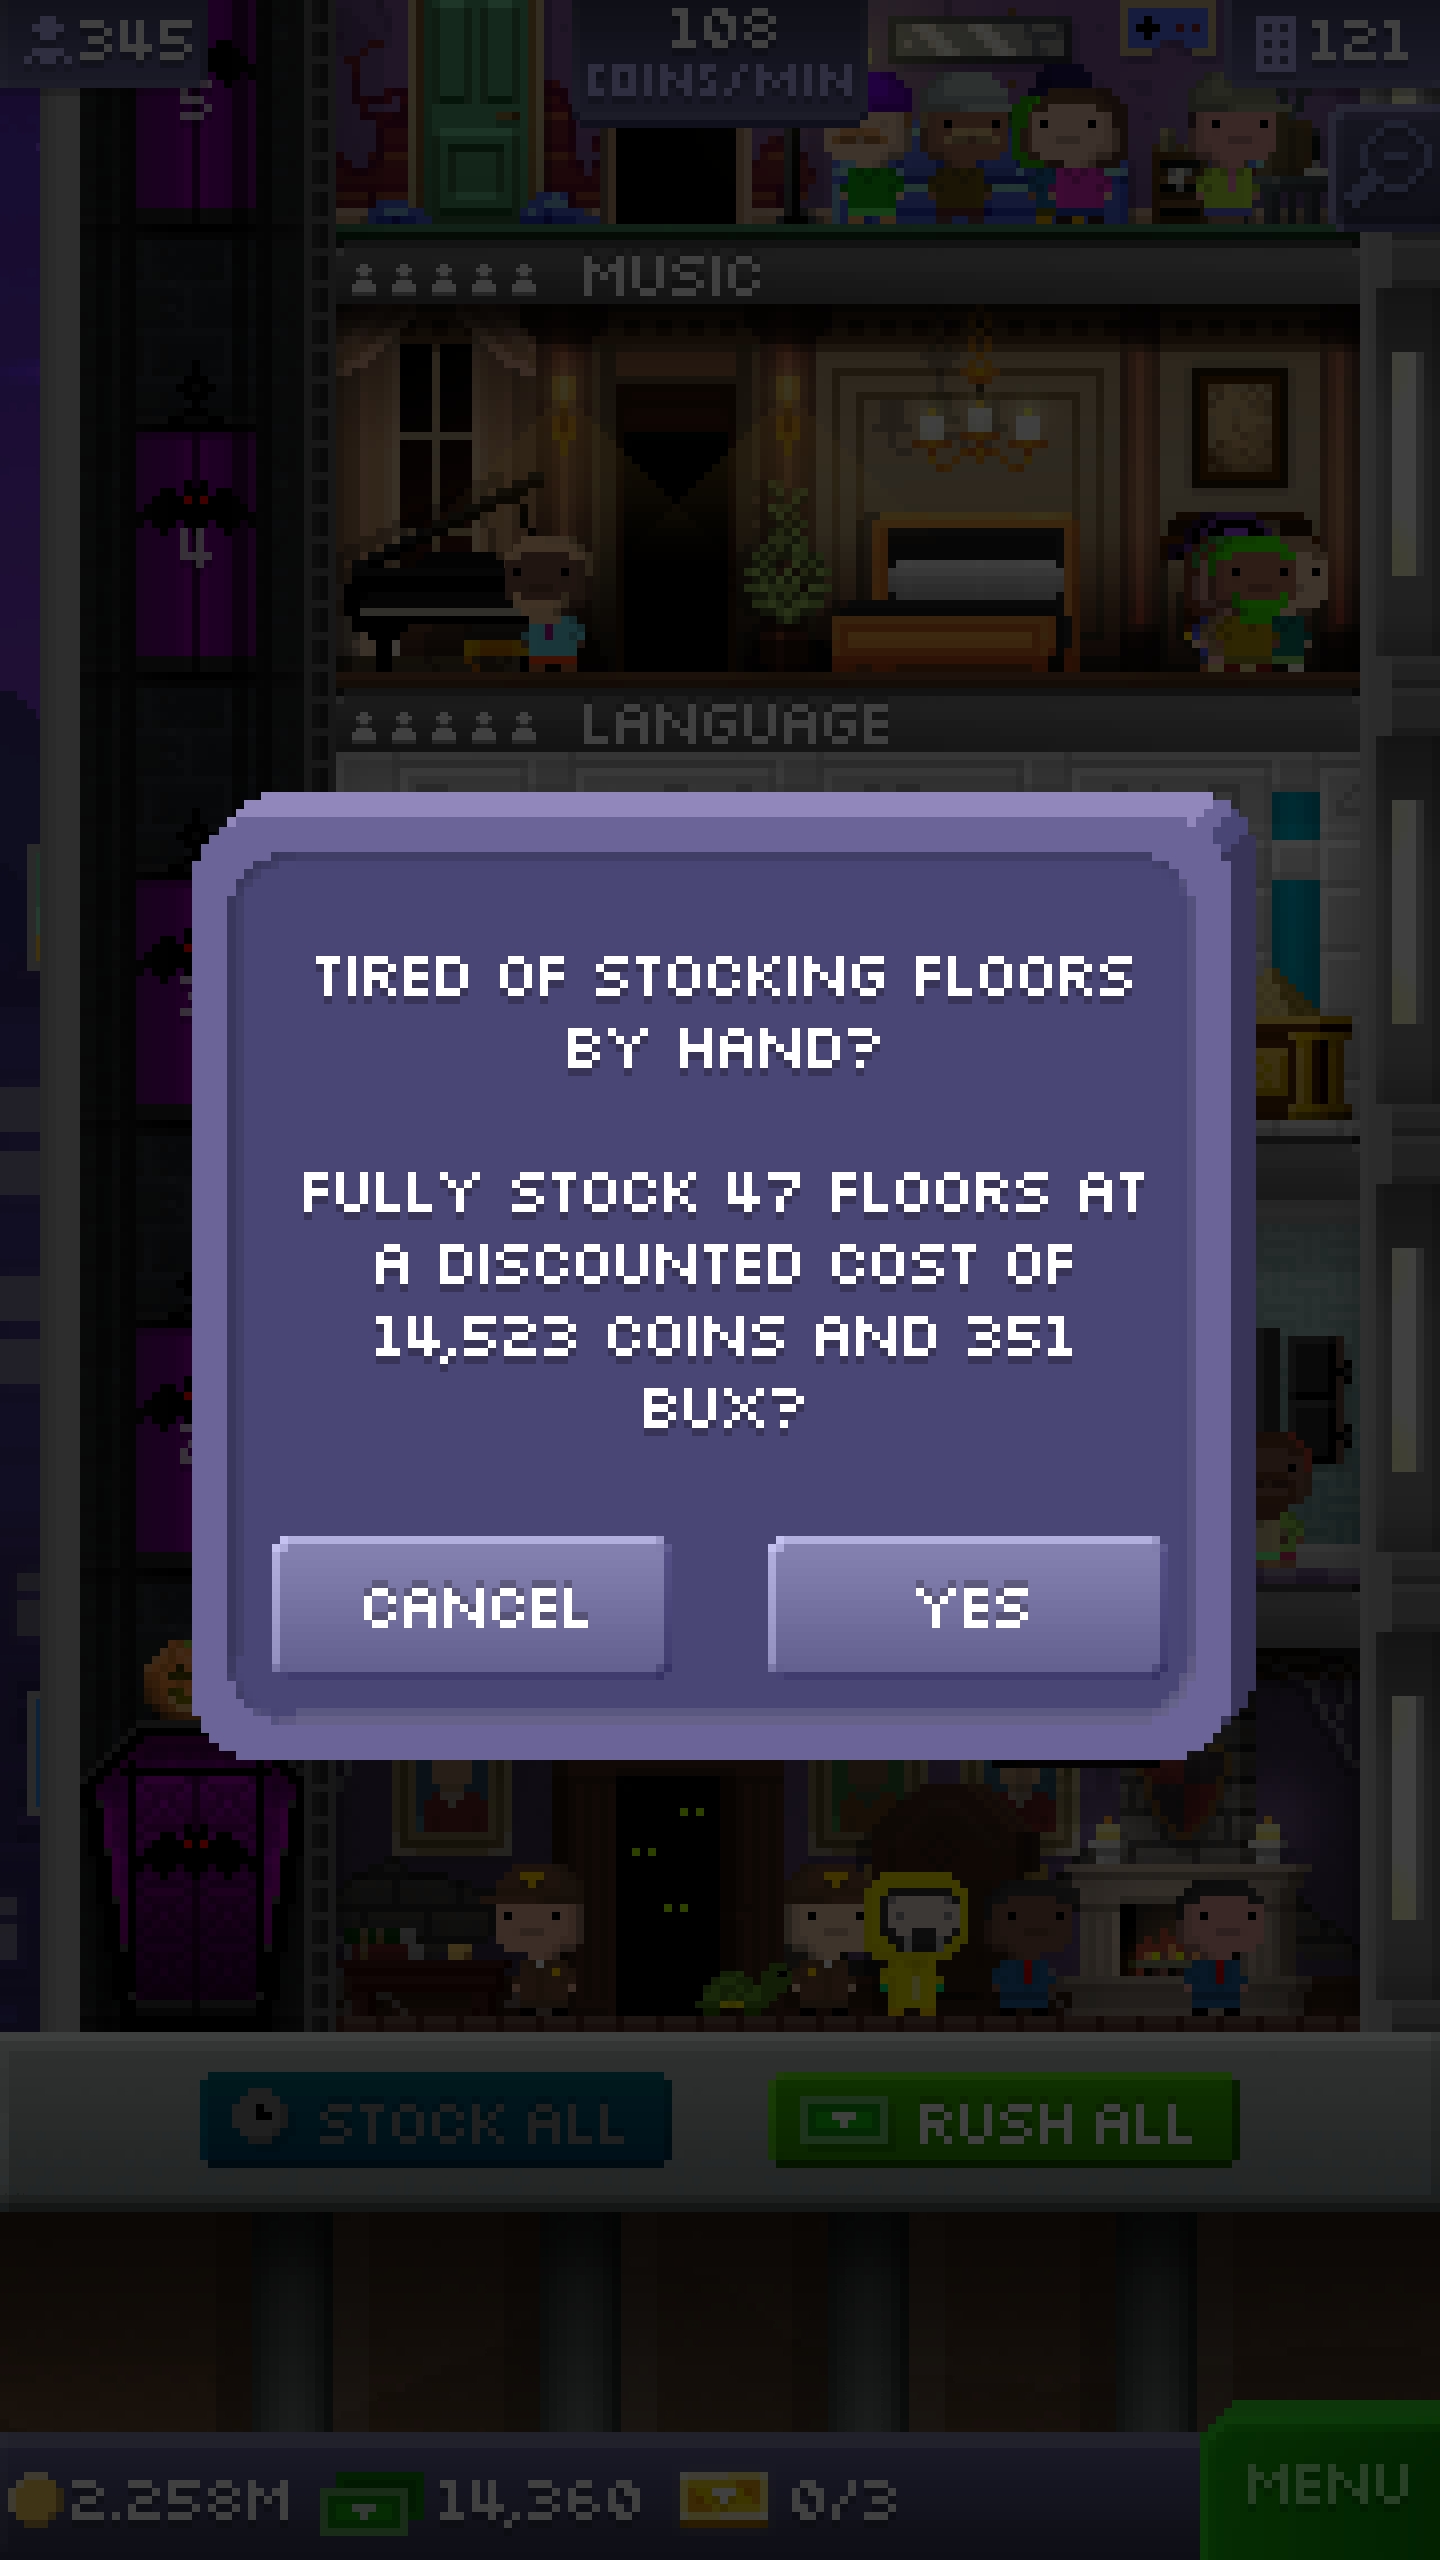 345
108
COINS/MIN
121
5
MUSIC
4
LANGUAGE
TIRED OF STOCKING FLOORS
BY HAND?
FULLY STOCK 47 FLOORS AT
A DISCOUNTED COST OF
14,523 COINS AND 351
BUX?
CANCEL
YES
STOCK ALL
RUSH ALL
2.258M
14,360
0/3
MENU